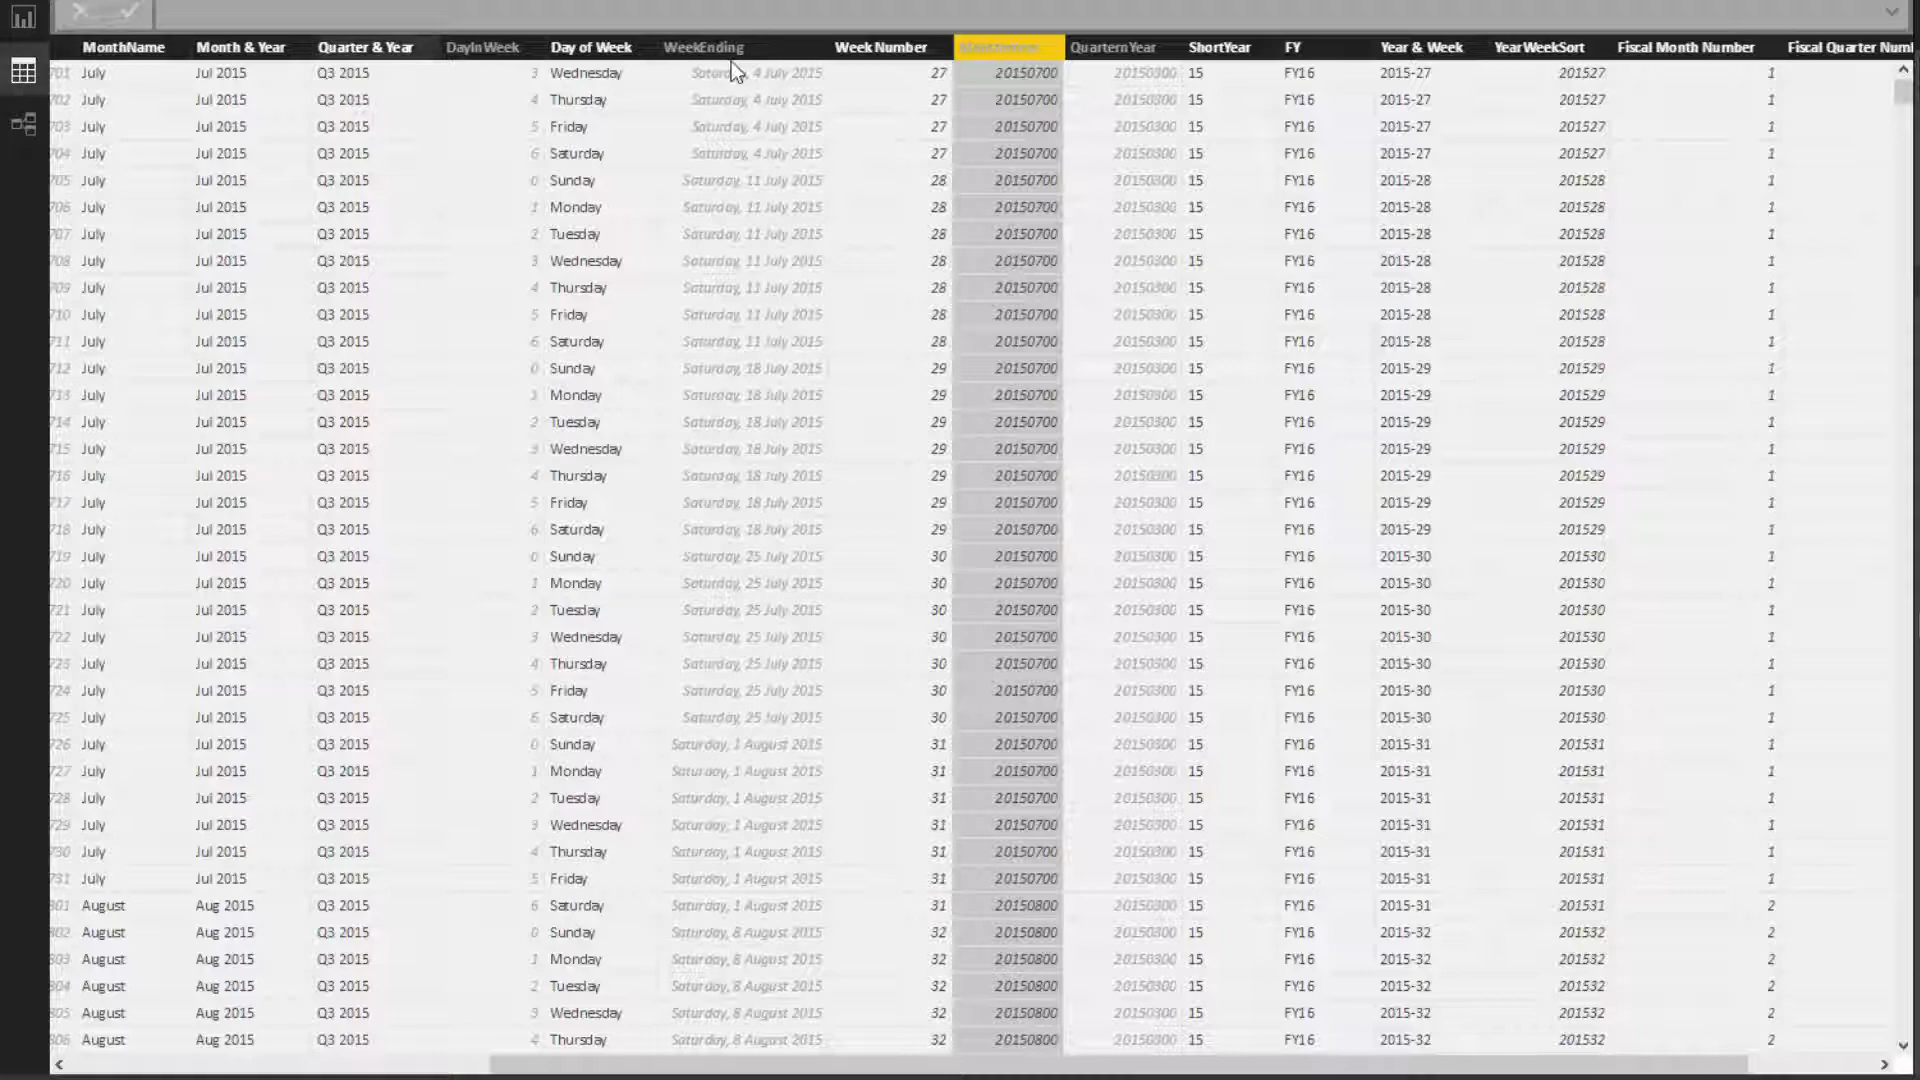 MonthName Month & Year Quarter & Year DayInWeek Day of Week WeekEnding Week Number QuarternYear ShortYear FY Year & Week YearWeekSort Fiscal Month Number Fiscal Quarter Num
701 July Jul 2015 Q3 2015 3 Wednesday Saturday, 4 July 2015 27 20150700 20150300 15 FY16 2015-27 201527 1
702 July Jul 2015 Q3 2015 4 Thursday Saturday, 4 July 2015 27 20150700 20150300 15 FY16 2015-27 201527 1
703 July Jul 2015 Q3 2015 5 Friday Saturday, 4 July 2015 27 20150700 20150300 15 FY16 2015-27 201527 1
704 July Jul 2015 Q3 2015 6 Saturday Saturday, 4 July 2015 27 20150700 20150300 15 FY16 2015-27 201527 1
705 July Jul 2015 Q3 2015 0 Sunday Saturday, 11 July 2015 28 20150700 20150300 15 FY16 2015-28 201528 1
706 July Jul 2015 Q3 2015 1 Monday Saturday, 11 July 2015 28 20150700 20150300 15 FY16 2015-28 201528 1
707 July Jul 2015 Q3 2015 2 Tuesday Saturday, 11 July 2015 28 20150700 20150300 15 FY16 2015-28 201528 1
708 July Jul 2015 Q3 2015 3 Wednesday Saturday, 11 July 2015 28 20150700 20150300 15 FY16 2015-28 201528 1
709 July Jul 2015 Q3 2015 4 Thursday Saturday, 11 July 2015 28 20150700 20150300 15 FY16 2015-28 201528 1
710 July Jul 2015 Q3 2015 5 Friday Saturday, 11 July 2015 28 20150700 20150300 15 FY16 2015-28 201528 1
711 July Jul 2015 Q3 2015 6 Saturday Saturday, 11 July 2015 28 20150700 20150300 15 FY16 2015-28 201528 1
712 July Jul 2015 Q3 2015 0 Sunday Saturday, 18 July 2015 29 20150700 20150300 15 FY16 2015-29 201529 1
713 July Jul 2015 Q3 2015 1 Monday Saturday, 18 July 2015 29 20150700 20150300 15 FY16 2015-29 201529 1
714 July Jul 2015 Q3 2015 2 Tuesday Saturday, 18 July 2015 29 20150700 20150300 15 FY16 2015-29 201529 1
715 July Jul 2015 Q3 2015 3 Wednesday Saturday, 18 July 2015 29 20150700 20150300 15 FY16 2015-29 201529 1
716 July Jul 2015 Q3 2015 4 Thursday Saturday, 18 July 2015 29 20150700 20150300 15 FY16 2015-29 201529 1
717 July Jul 2015 Q3 2015 5 Friday Saturday, 18 July 2015 29 20150700 20150300 15 FY16 2015-29 201529 1
718 July Jul 2015 Q3 2015 6 Saturday Saturday, 18 July 2015 29 20150700 20150300 15 FY16 2015-29 201529 1
719 July Jul 2015 Q3 2015 0 Sunday Saturday, 25 July 2015 30 20150700 20150300 15 FY16 2015-30 201530 1
720 July Jul 2015 Q3 2015 1 Monday Saturday, 25 July 2015 30 20150700 20150300 15 FY16 2015-30 201530 1
721 July Jul 2015 Q3 2015 2 Tuesday Saturday, 25 July 2015 30 20150700 20150300 15 FY16 2015-30 201530 1
722 July Jul 2015 Q3 2015 3 Wednesday Saturday, 25 July 2015 30 20150700 20150300 15 FY16 2015-30 201530 1
723 July Jul 2015 Q3 2015 4 Thursday Saturday, 25 July 2015 30 20150700 20150300 15 FY16 2015-30 201530 1
724 July Jul 2015 Q3 2015 5 Friday Saturday, 25 July 2015 30 20150700 20150300 15 FY16 2015-30 201530 1
725 July Jul 2015 Q3 2015 6 Saturday Saturday, 25 July 2015 30 20150700 20150300 15 FY16 2015-30 201530 1
726 July Jul 2015 Q3 2015 0 Sunday Saturday, 1 August 2015 31 20150700 20150300 15 FY16 2015-31 201531 1
727 July Jul 2015 Q3 2015 1 Monday Saturday, 1 August 2015 31 20150700 20150300 15 FY16 2015-31 201531 1
728 July Jul 2015 Q3 2015 2 Tuesday Saturday, 1 August 2015 31 20150700 20150300 15 FY16 2015-31 201531 1
729 July Jul 2015 Q3 2015 3 Wednesday Saturday, 1 August 2015 31 20150700 20150300 15 FY16 2015-31 201531 1
730 July Jul 2015 Q3 2015 4 Thursday Saturday, 1 August 2015 31 20150700 20150300 15 FY16 2015-31 201531 1
731 July Jul 2015 Q3 2015 5 Friday Saturday, 1 August 2015 31 20150700 20150300 15 FY16 2015-31 201531 1
801 August Aug 2015 Q3 2015 6 Saturday Saturday, 1 August 2015 31 20150800 20150300 15 FY16 2015-31 201531 2
802 August Aug 2015 Q3 2015 0 Sunday Saturday, 8 August 2015 32 20150800 20150300 15 FY16 2015-32 201532 2
803 August Aug 2015 Q3 2015 1 Monday Saturday, 8 August 2015 32 20150800 20150300 15 FY16 2015-32 201532 2
804 August Aug 2015 Q3 2015 2 Tuesday Saturday, 8 August 2015 32 20150800 20150300 15 FY16 2015-32 201532 2
805 August Aug 2015 Q3 2015 3 Wednesday Saturday, 8 August 2015 32 20150800 20150300 15 FY16 2015-32 201532 2
806 August Aug 2015 Q3 2015 4 Thursday Saturday, 8 August 2015 32 20150800 20150300 15 FY16 2015-32 201532 2